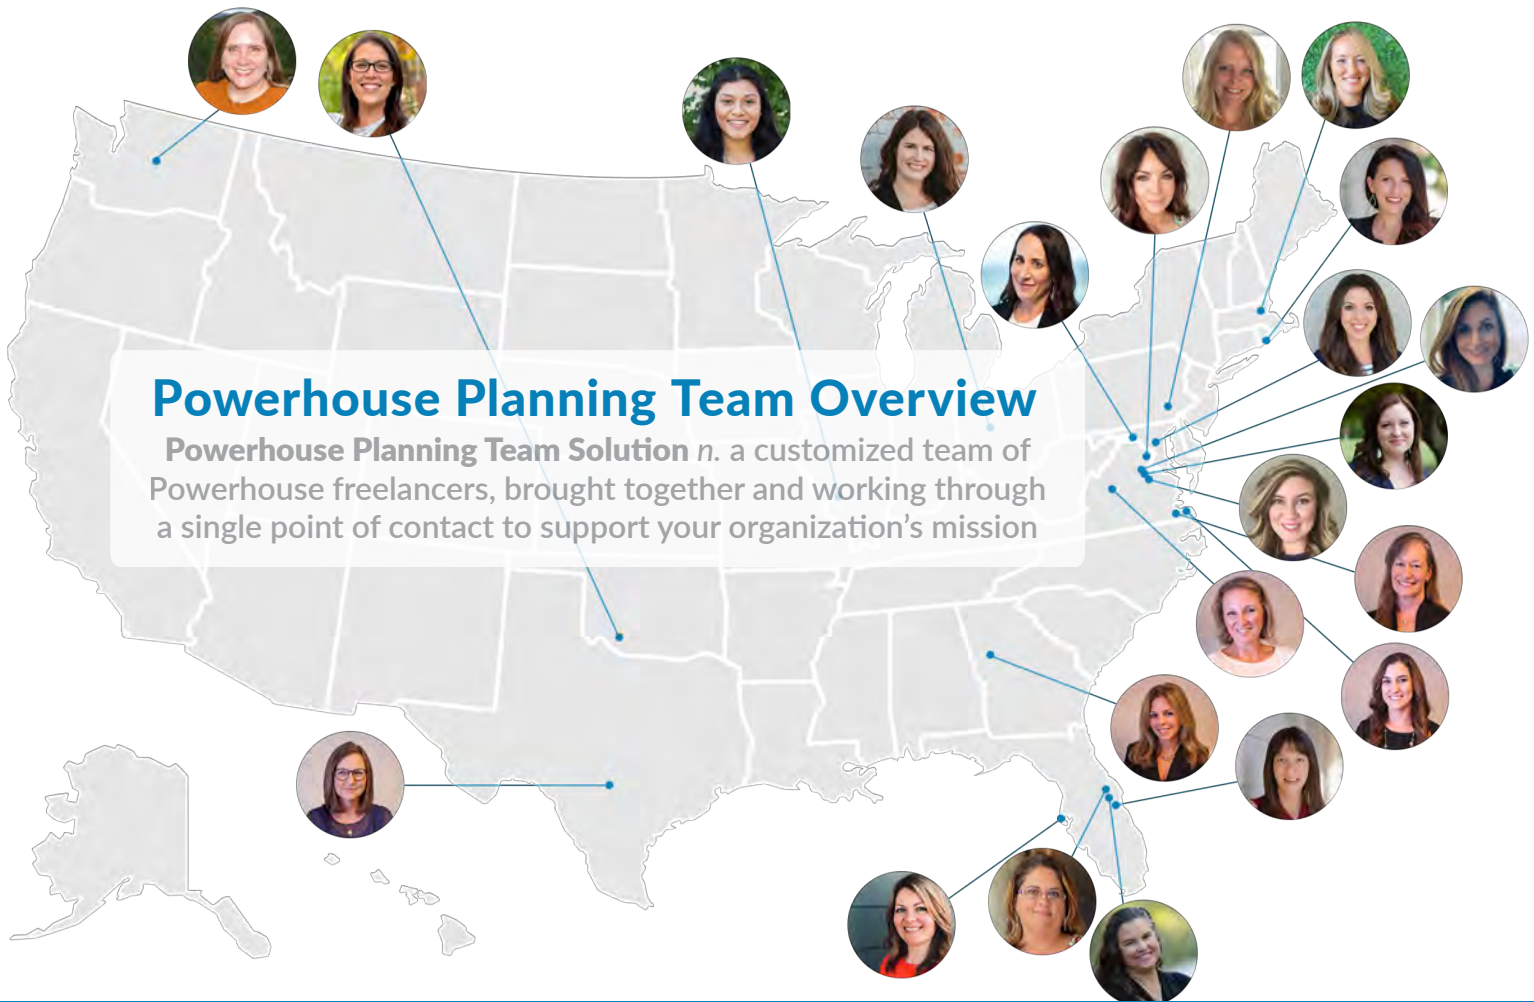 Powerhouse Planning Team Overview
Powerhouse Planning Team Solution n. a customized team of
Powerhouse freelancers, brought together and working through
a single point of contact to support your organization’s mission